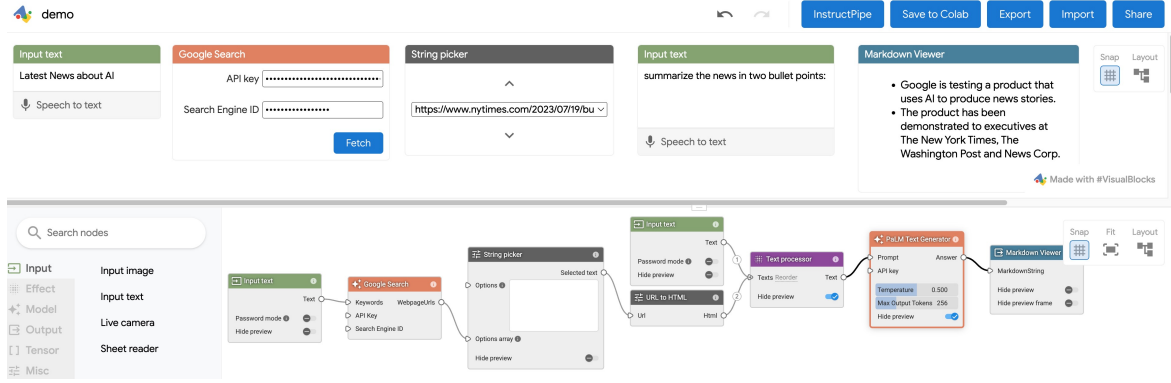 demo
InstructPipe
Save to Colab
Export
Import
Share
Input text
Latest News about AI
Speech to text
Google Search
API key
Search Engine ID
Fetch
String picker
https://www.nytimes.com/2023/07/19/bu
Input text
summarize the news in two bullet points:
Speech to text
Markdown Viewer
• Google is testing a product that
uses AI to produce news stories.
• The product has been
demonstrated to executives at
The New York Times, The
Washington Post and News Corp.
Snap Layout
Made with #VisualBlocks
Search nodes
Input
Effect
Model
Output
Tensor
Misc
Input image
Input text
Live camera
Sheet reader
Input text
Text
Password mode
Hide preview
Google Search
Keywords WebpageUrls
API Key
Search Engine ID
String picker
Selected text
Options
Options array
Hide preview
Input text
Text
Password mode
Hide preview
URL to HTML
Url Html
1
2
Text processor
Texts Reorder Text
Hide preview
PaLM Text Generator
Prompt Answer
API key
Temperature 0.500
Max Output Tokens 256
Hide preview
Markdown Viewer
MarkdownString
Hide preview
Hide preview frame
Snap Fit Layout